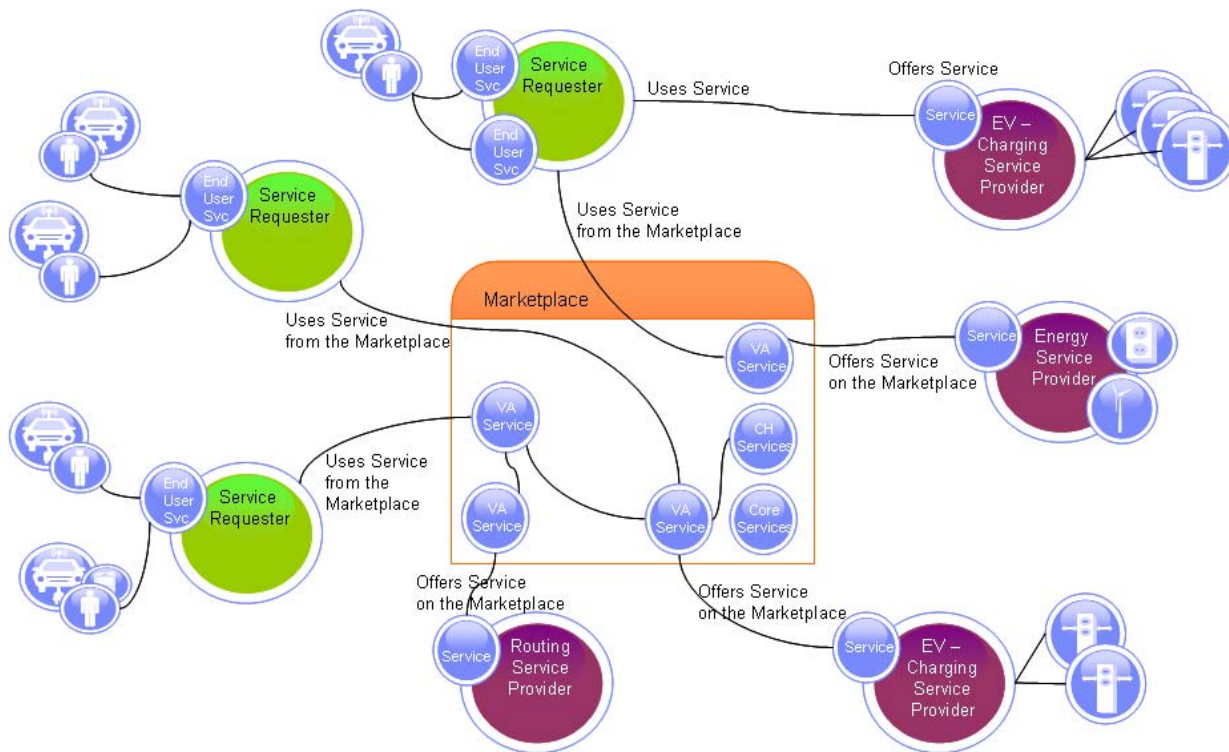 End
User
Svc
Service
Requester
End
User
Svc
Uses Service
Offers Service
Service
EV –
Charging
Service
Provider
End
User
Svc
Service
Requester
Uses Service
from the Marketplace
Uses Service
from the Marketplace
Marketplace
VA
Service
Offers Service
on the Marketplace
Service
Energy
Service
Provider
VA
Service
CH
Services
Uses Service
from the
Marketplace
End
User
Svc
Service
Requester
VA
Service
VA
Service
Core
Services
Offers Service
on the Marketplace
Offers Service
on the Marketplace
Service
Routing
Service
Provider
Service
EV –
Charging
Service
Provider